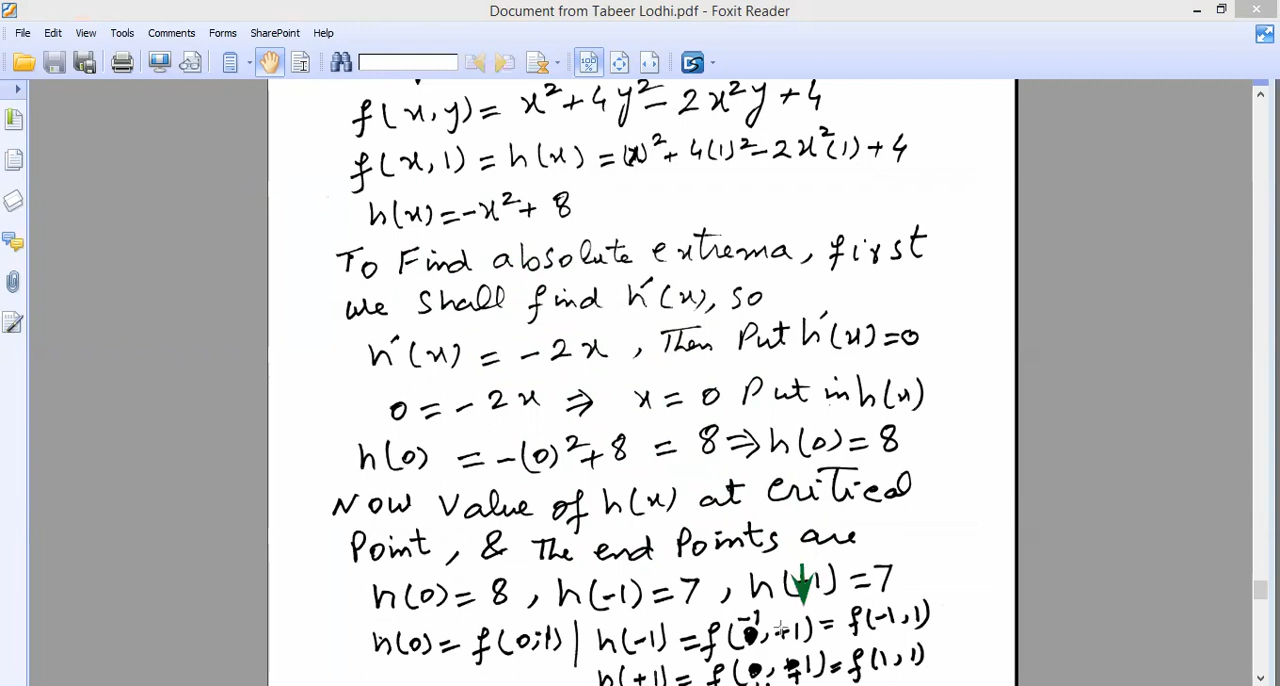 Document from Tabeer Lodhi.pdf - Foxit Reader
File Edit View Tools Comments Forms SharePoint Help
f(x,y) = x²+4y²-2x²y+4
f(x,1) = h(x) = (x)²+4(1)²-2x²(1)+4
h(x)=-x²+8
To Find absolute extrema, first
we shall find h′(x), so
h′(x) = -2x , Then Put h′(x)=0
0=-2x ⇒ x=0 Put in h(x)
h(0) = -(0)²+8 = 8⇒h(0)=8
Now value of h(x) at critical
Point, & The end Points are
h(0)=8, h(-1)=7, h(+1)=7
h(0)=f(0,1) | h(-1)=f(-1,+1)=f(-1,1)
h(+1)= =f(1,1)